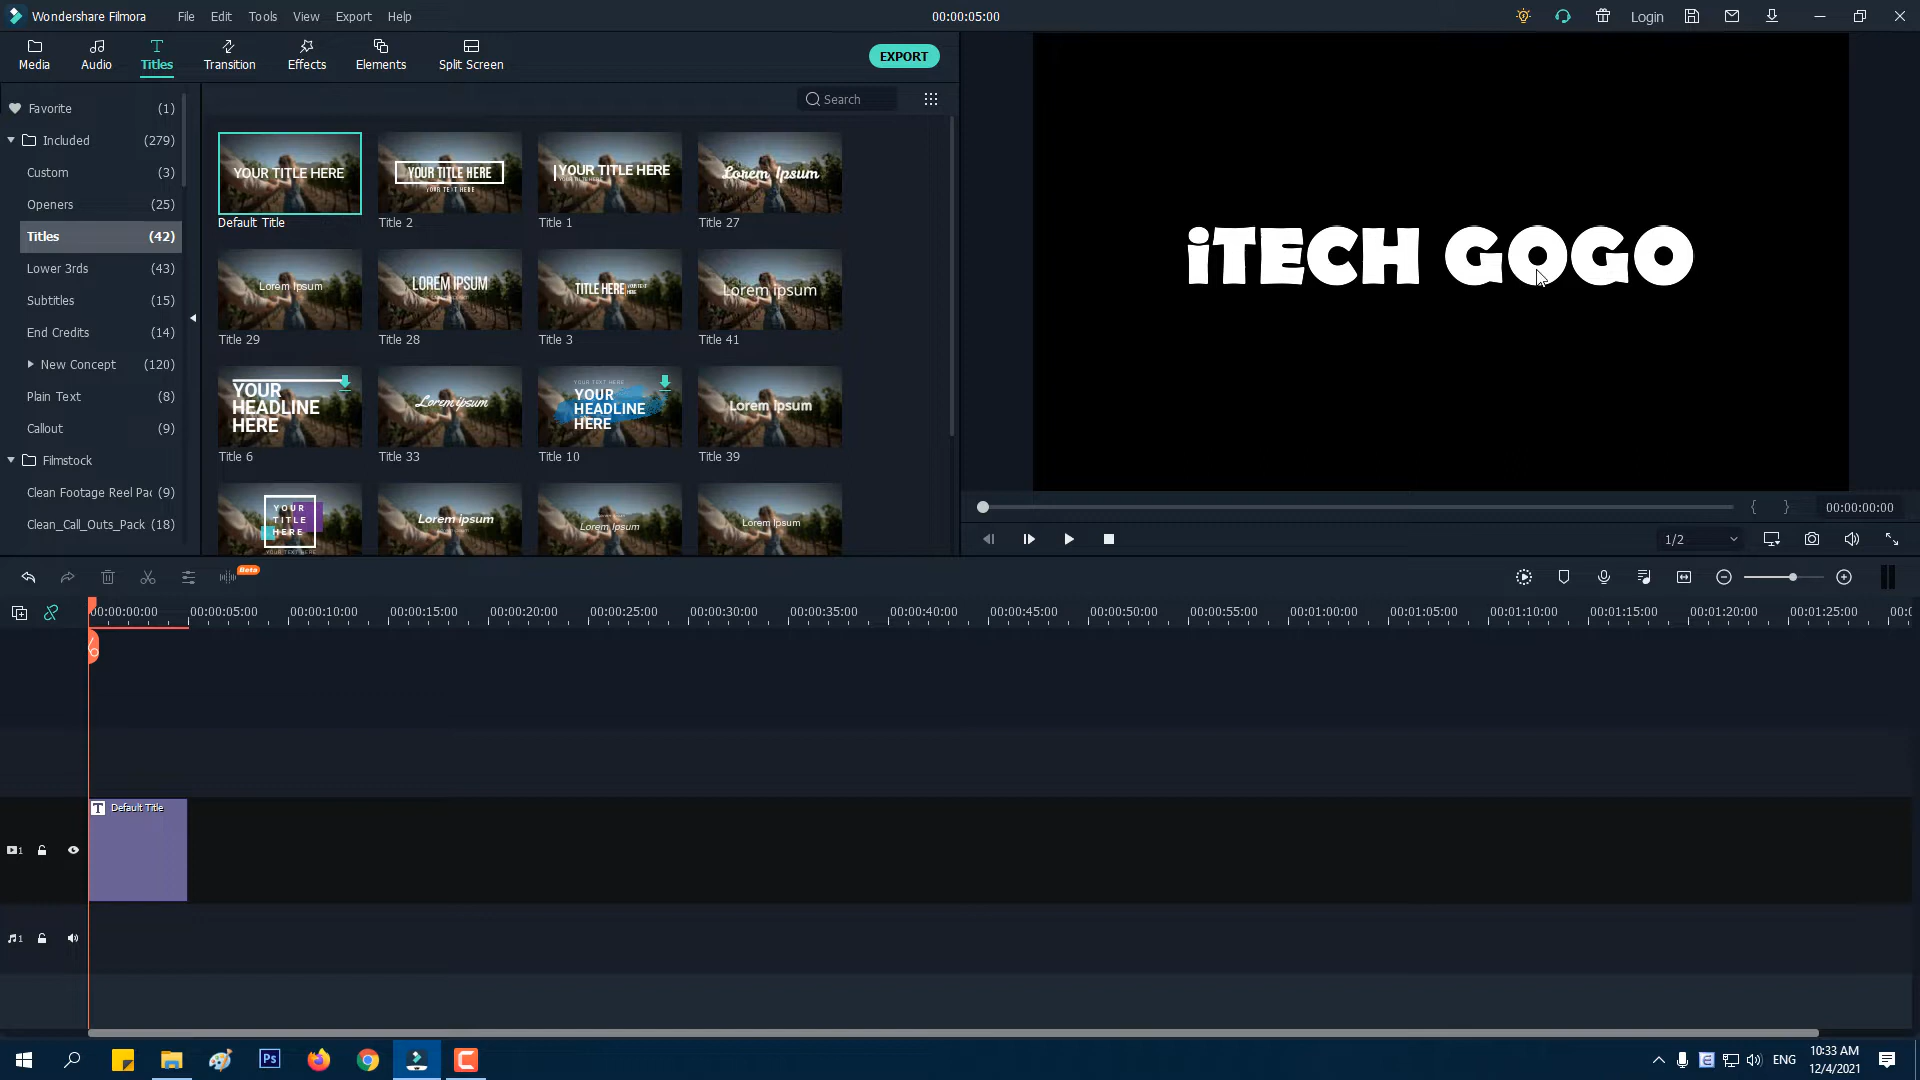 Wondershare Filmora File Edit Tools View Export Help 00:00:05:00 Login
Media Audio Titles Transition Effects Elements Split Screen EXPORT
Search
Favorite (1)
Included (279)
Custom (3)
Openers (25)
Titles (42)
Lower 3rds (43)
Subtitles (15)
End Credits (14)
New Concept (120)
Plain Text (8)
Callout (9)
Filmstock
Clean Footage Reel Pac (9)
Clean_Call_Outs_Pack (18)
YOUR TITLE HERE
Default Title
YOUR TITLE HERE
YOUR TEXT HERE
Title 2
YOUR TITLE HERE
Title 1
Lorem Ipsum
Title 27
Lorem Ipsum
Title 29
LOREM IPSUM
Title 28
TITLE HERE YOUR TEXT
HERE
Title 3
Lorem ipsum
Title 41
YOUR
HEADLINE
HERE
Title 6
Lorem ipsum
Title 33
YOUR TEXT HERE
YOUR
HEADLINE
HERE
Title 10
Lorem Ipsum
Title 39
YOUR
TITLE
HERE
YOUR TEXT HERE
Lorem ipsum
Lorem Ipsum
Lorem Ipsum
iTECH GOGO
{ } 00:00:00:00
1/2
Beta
00:00:00:00 00:00:05:00 00:00:10:00 00:00:15:00 00:00:20:00 00:00:25:00 00:00:30:00 00:00:35:00 00:00:40:00 00:00:45:00 00:00:50:00 00:00:55:00 00:01:00:00 00:01:05:00 00:01:10:00 00:01:15:00 00:01:20:00 00:01:25:00
T Default Title
1
1
Ps
ENG
10:33 AM
12/4/2021